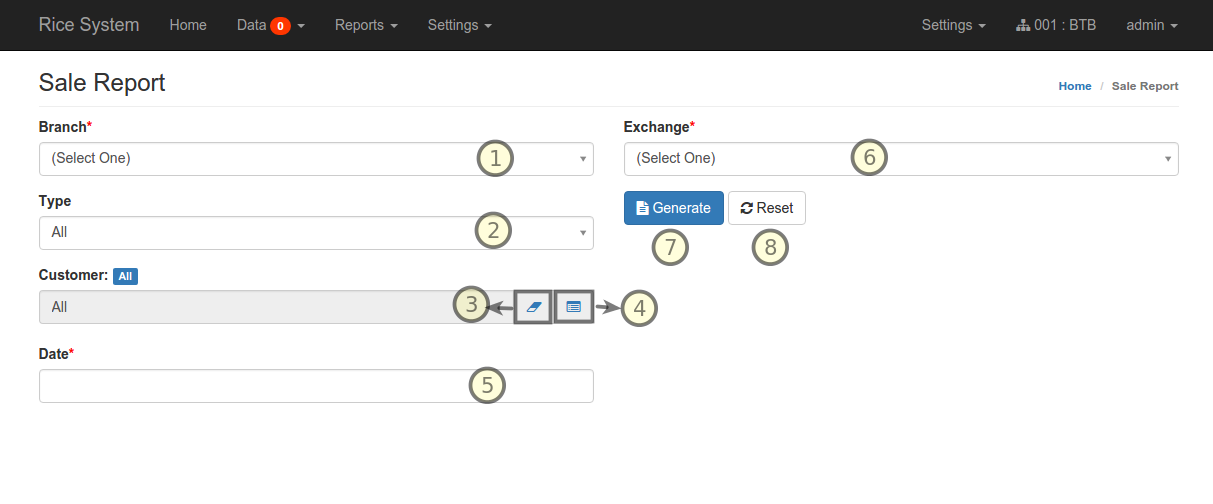 Rice System Home Data 0 Reports Settings Settings 001 : BTB admin
Sale Report
Home / Sale Report
Branch*
(Select One)
1
Type
All
2
Customer: All
All
3
4
Date*
5
Exchange*
(Select One)
6
Generate Reset
7 8